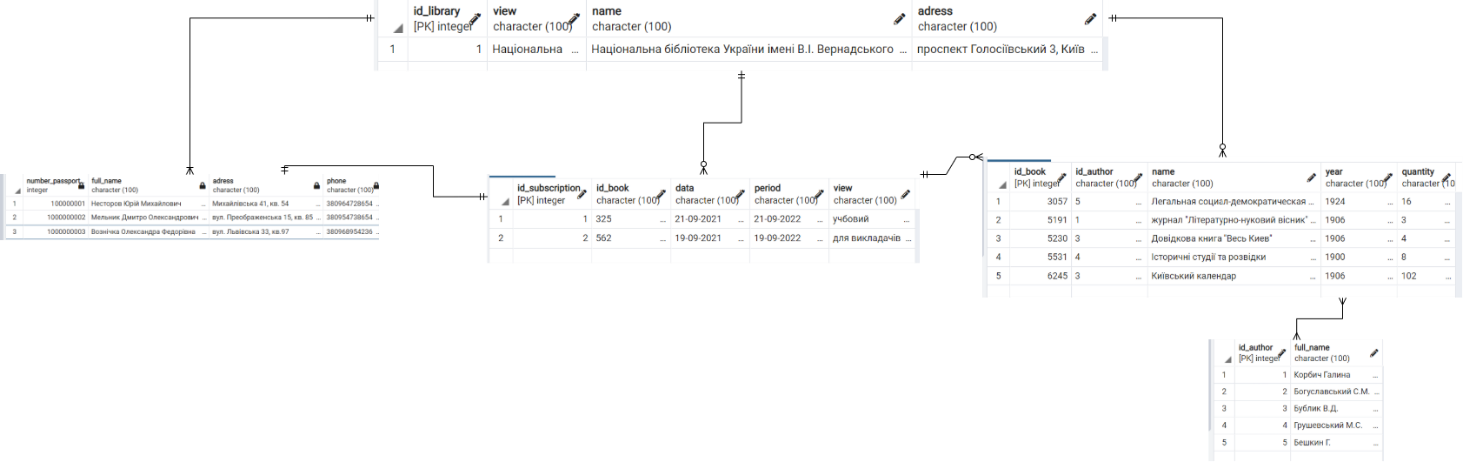 id_library view name adress
[PK] integer character (100) character (100) character (100)
1 1 Національна ... Національна бібліотека України імені В.І. Вернадського ... проспект Голосіївський 3, Київ ...
number_passport full_name adress phone
integer character (100) character (100) character (100)
1 100000001 Несторов Юрій Михайлович ... Михайлівська 41, кв. 54 ... 380964728654 ...
2 1000000002 Мельник Дмитро Олександрович ... вул. Преображенська 15, кв. 85 ... 380954738654 ...
3 1000000003 Вознічка Олександра Федорівна ... вул. Львівська 33, кв.97 ... 380968954236 ...
id_subscription id_book data period view
[PK] integer character (100) character (100) character (100) character (100)
1 1 325 ... 21-09-2021 ... 21-09-2022 ... учбовий ...
2 2 562 ... 19-09-2021 ... 19-09-2022 ... для викладачів ...
id_book id_author name year quantity
[PK] integer character (100) character (100) character (100) character (10
1 3057 5 ... Легальная социал-демократическая ... 1924 ... 16 ...
2 5191 1 ... журнал "Літературно-нуковий вісник" ... 1906 ... 3 ...
3 5230 3 ... Довідкова книга "Весь Киев" ... 1906 ... 4 ...
4 5531 4 ... Історичні студії та розвідки ... 1900 ... 8 ...
5 6245 3 ... Київський календар ... 1906 ... 102 ...
id_author full_name
[PK] integer character (100)
1 1 Корбич Галина ...
2 2 Богуславський С.М. ...
3 3 Бублик В.Д. ...
4 4 Грушевський М.С. ...
5 5 Бешкин Г. ...